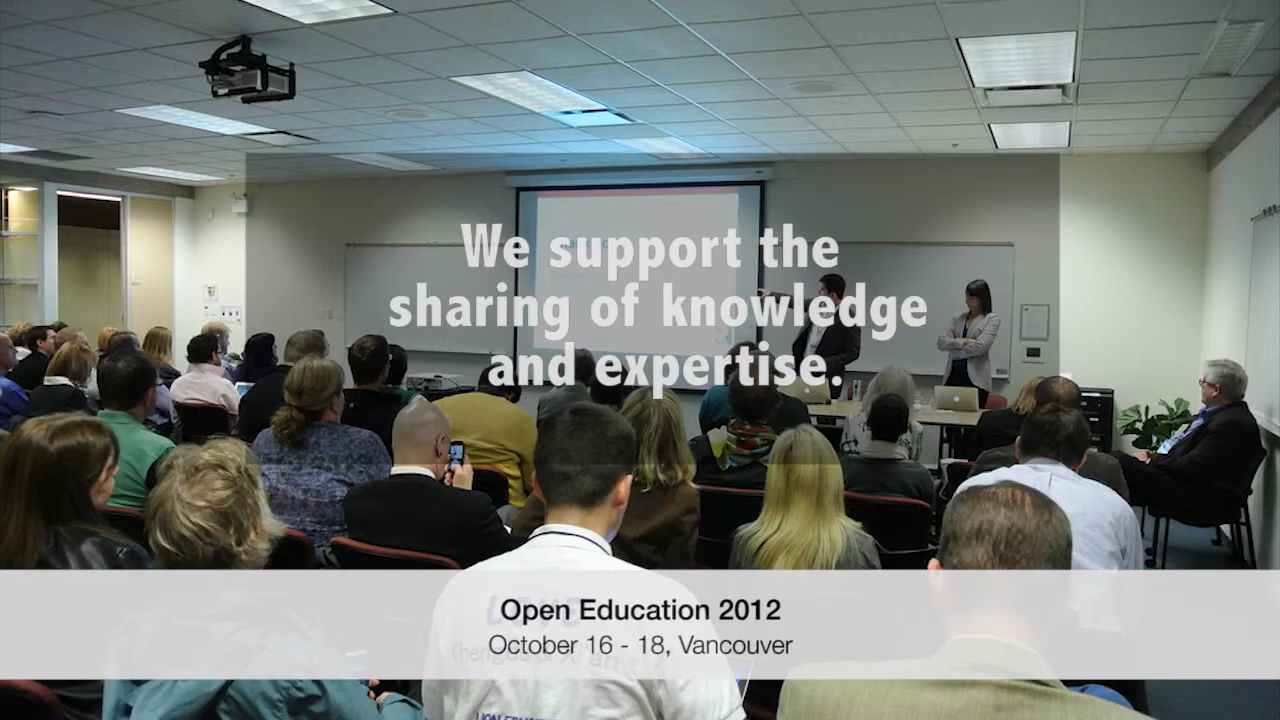 We support the
sharing of knowledge
and expertise.
Open Education 2012
October 16 - 18, Vancouver